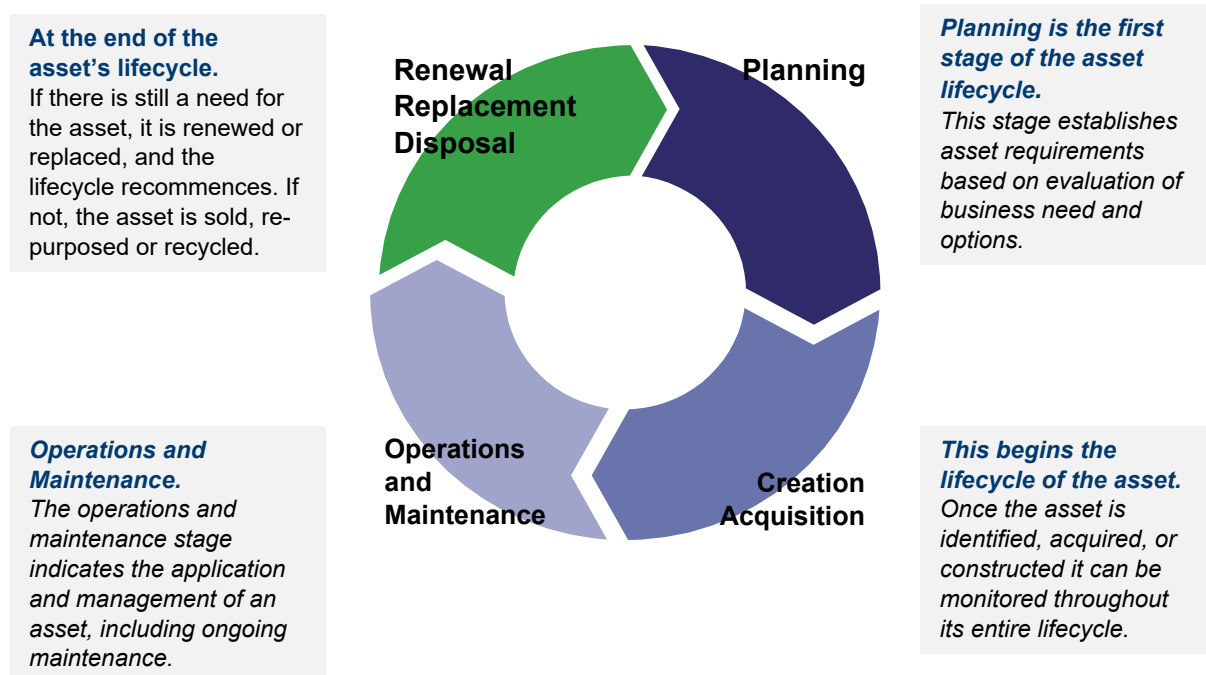 At the end of the
asset's lifecycle.
If there is still a need for
the asset, it is renewed or
replaced, and the
lifecycle recommences. If
not, the asset is sold, re-
purposed or recycled.
Renewal
Replacement
Disposal
Planning
Planning is the first
stage of the asset
lifecycle.
This stage establishes
asset requirements
based on evaluation of
business need and
options.
Operations and
Maintenance.
The operations and
maintenance stage
indicates the application
and management of an
asset, including ongoing
maintenance.
Operations
and
Maintenance
Creation
Acquisition
This begins the
lifecycle of the asset.
Once the asset is
identified, acquired, or
constructed it can be
monitored throughout
its entire lifecycle.